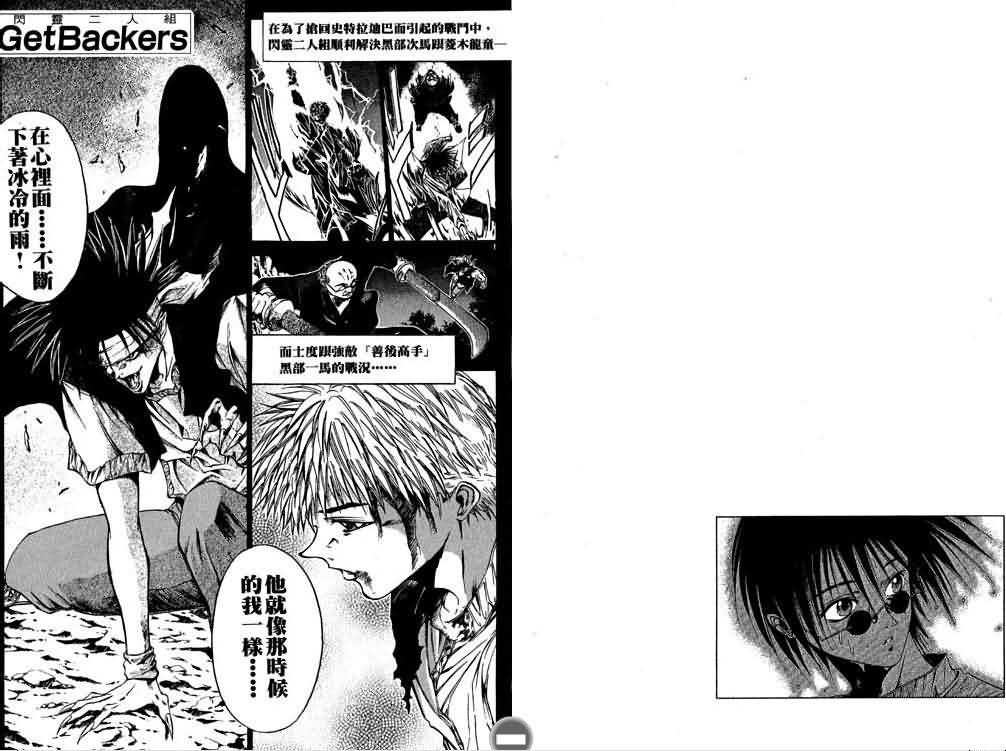 閃靈二人組
GetBackers
在為了搶回史特拉地巴而引起的戰鬥中，
閃靈二人組順利解決黑部次馬跟菱木龍童—
而士度跟強敵「善後高手」
黑部一馬的戰況……
他就像那時候
的我一樣……
在心裡面……不斷
下著冰冷的雨！